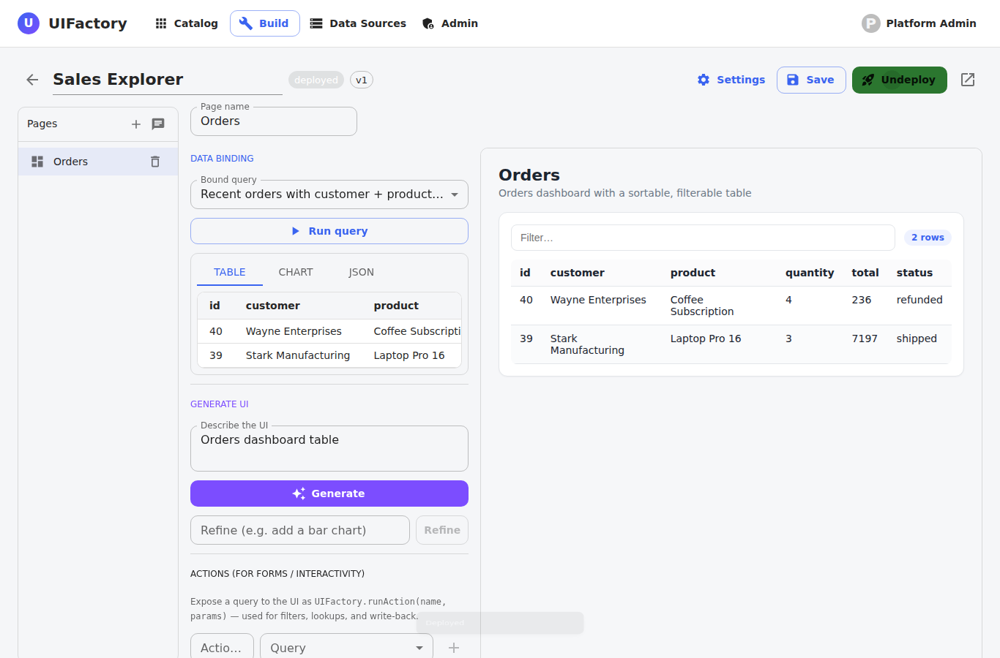 U UIFactory Catalog Build Data Sources Admin P Platform Admin
Sales Explorer deployed v1 Settings Save Undeploy
Pages
Orders
Page name
Orders
DATA BINDING
Bound query
Recent orders with customer + product...
Run query
TABLE CHART JSON
id customer product
40 Wayne Enterprises Coffee Subscripti
39 Stark Manufacturing Laptop Pro 16
GENERATE UI
Describe the UI
Orders dashboard table
Generate
Refine (e.g. add a bar chart) Refine
ACTIONS (FOR FORMS / INTERACTIVITY)
Expose a query to the UI as UIFactory.runAction(name,
params) — used for filters, lookups, and write-back.
Actio... Query
Orders
Orders dashboard with a sortable, filterable table
Filter... 2 rows
id customer product quantity total status
40 Wayne Enterprises Coffee Subscription 4 236 refunded
39 Stark Manufacturing Laptop Pro 16 3 7197 shipped
Deployed